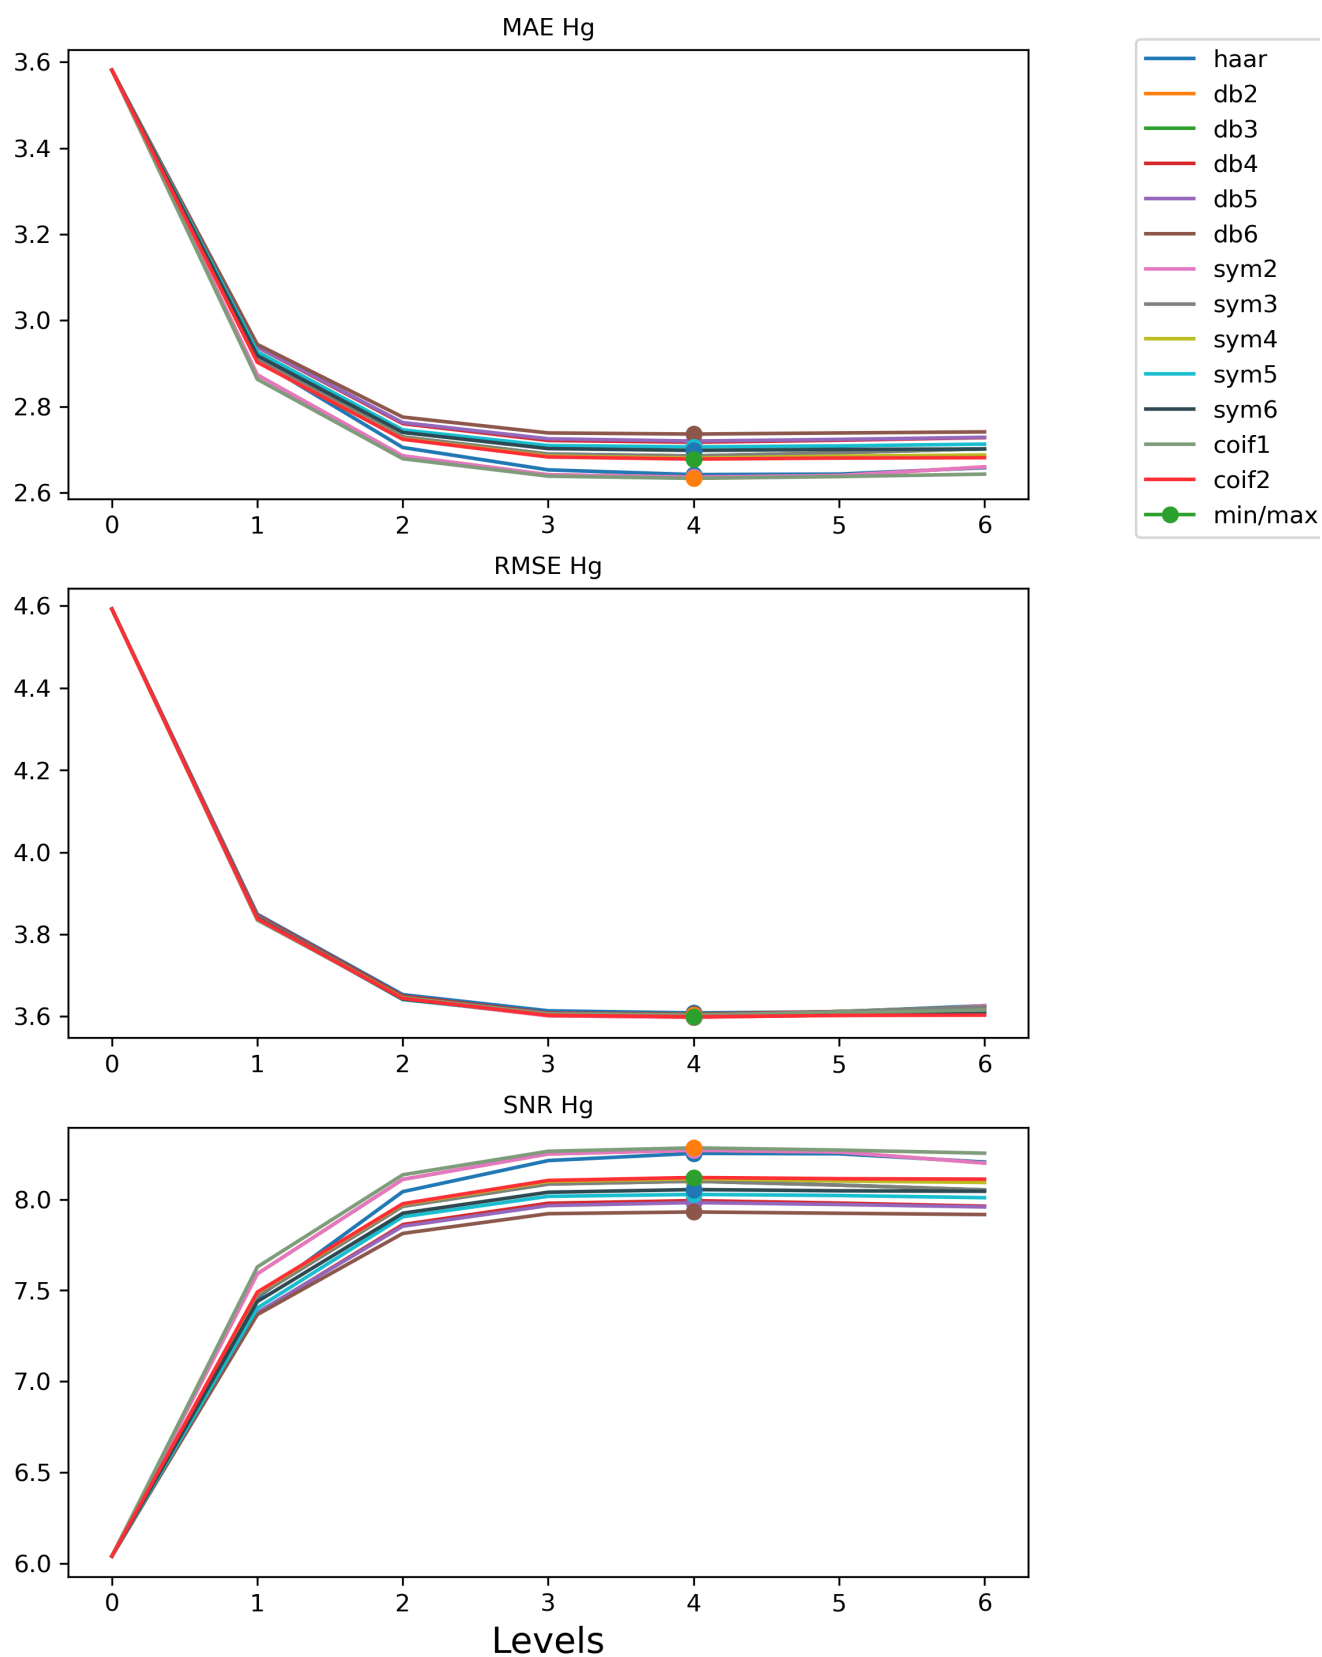 MAE Hg
3.6
3.4
3.2
3.0
2.8
2.6
0 1 2 3 4 5 6
haar
db2
db3
db4
db5
db6
sym2
sym3
sym4
sym5
sym6
coif1
coif2
min/max
RMSE Hg
4.6
4.4
4.2
4.0
3.8
3.6
0 1 2 3 4 5 6
SNR Hg
8.0
7.5
7.0
6.5
6.0
0 1 2 3 4 5 6
Levels